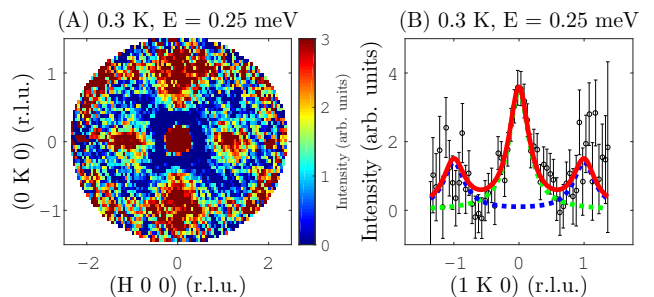 (A) 0.3 K, E = 0.25 meV
(0 K 0) (r.l.u.)
1
0
−1
−2
0
2
(H 0 0) (r.l.u.)
3
2
1
0
Intensity (arb. units)
(B) 0.3 K, E = 0.25 meV
Intensity (arb. units)
4
2
0
−1
0
1
(1 K 0) (r.l.u.)